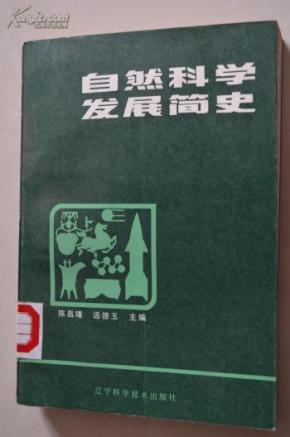 自然科学
发展简史
陈昌曙 远德玉 主编
辽宁科学技术出版社